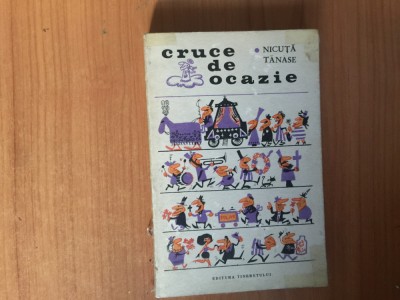 cruce
de
ocazie
NICUȚĂ
TĂNASE
EDITURA TINERETULUI